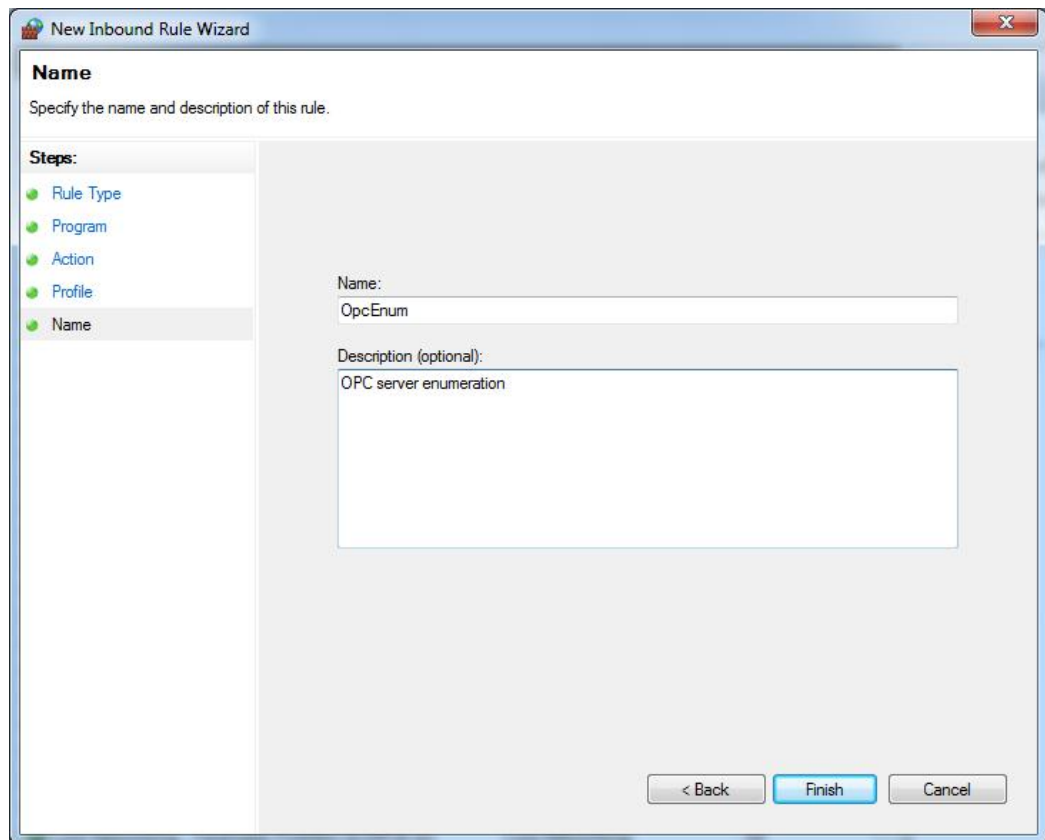 New Inbound Rule Wizard
Name
Specify the name and description of this rule.
Steps:
Rule Type
Program
Action
Profile
Name
Name:
OpcEnum
Description (optional):
OPC server enumeration
< Back
Finish
Cancel